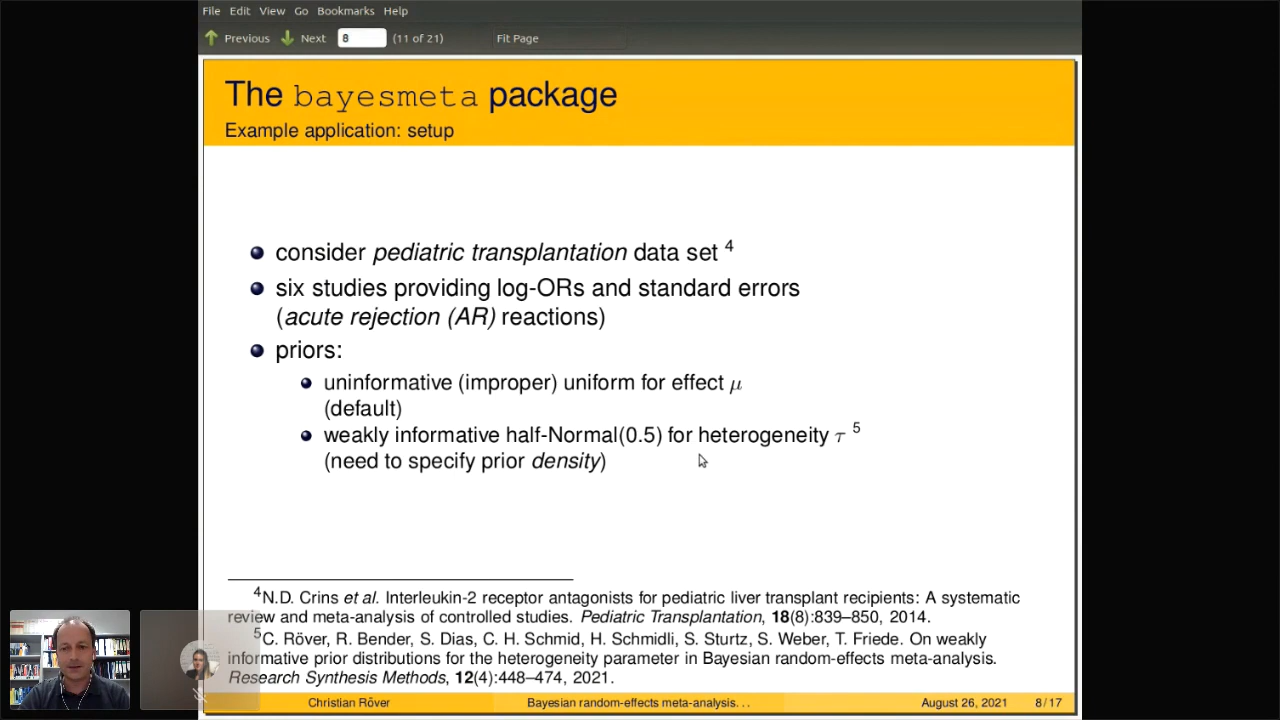 File Edit View Go Bookmarks Help
Previous Next 8 (11 of 21) Fit Page
The bayesmeta package
Example application: setup
consider pediatric transplantation data set 4
six studies providing log-ORs and standard errors
(acute rejection (AR) reactions)
priors:
uninformative (improper) uniform for effect μ
(default)
weakly informative half-Normal(0.5) for heterogeneity τ 5
(need to specify prior density)
4N.D. Crins et al. Interleukin-2 receptor antagonists for pediatric liver transplant recipients: A systematic
review and meta-analysis of controlled studies. Pediatric Transplantation, 18(8):839–850, 2014.
5C. Röver, R. Bender, S. Dias, C. H. Schmid, H. Schmidli, S. Sturtz, S. Weber, T. Friede. On weakly
informative prior distributions for the heterogeneity parameter in Bayesian random-effects meta-analysis.
Research Synthesis Methods, 12(4):448–474, 2021.
Christian Röver Bayesian random-effects meta-analysis... August 26, 2021 8 / 17